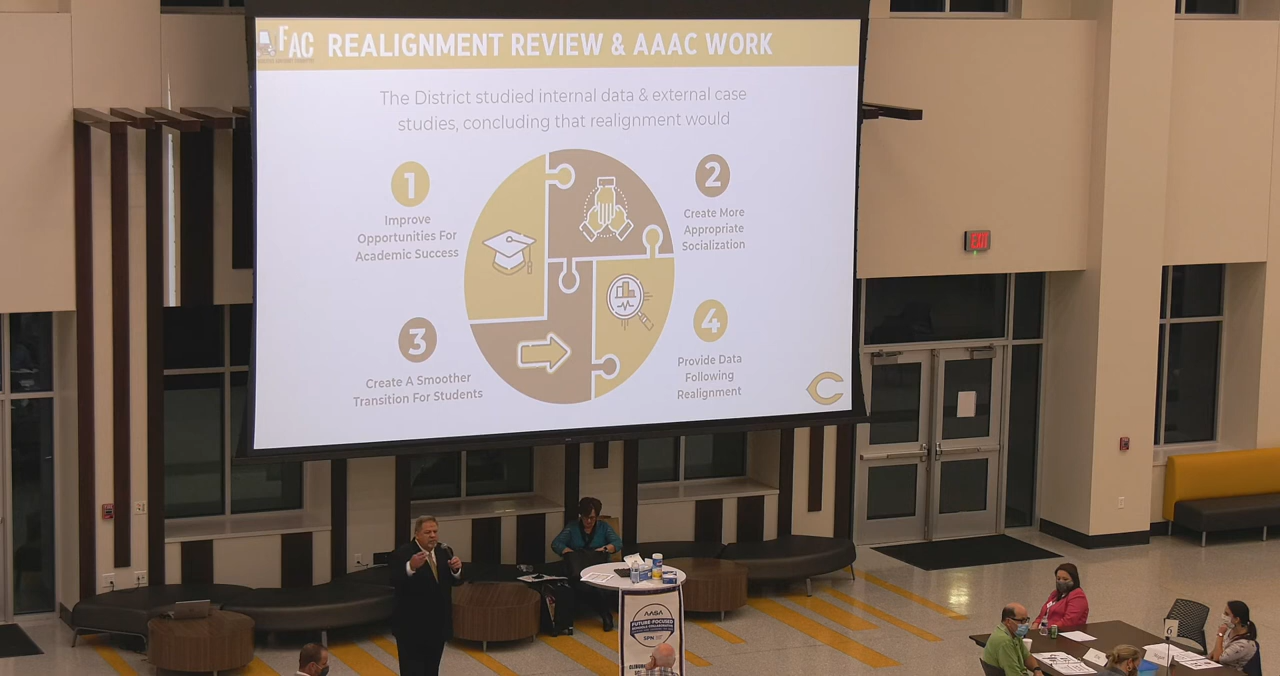 FAC
REALIGNMENT REVIEW & AAAC WORK
The District studied internal data & external case
studies, concluding that realignment would
1
Improve
Opportunities For
Academic Success
2
Create More
Appropriate
Socialization
3
Create A Smoother
Transition For Students
4
Provide Data
Following
Realignment
C
EXIT
AASA
FUTURE-FOCUSED
SPN
6